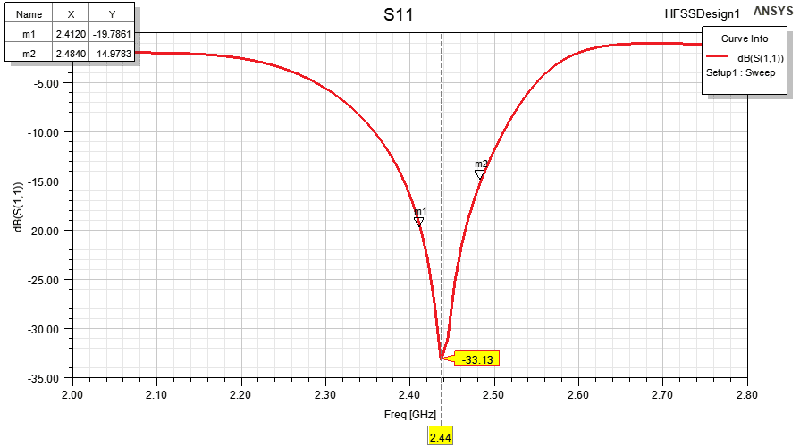 S11
HFSSDesign1
ANSYS
Name X Y
m1 2.4120 -19.7861
m2 2.4840 -14.9783
Curve Info
dB(S(1,1))
Setup1 : Sweep
-5.00
-10.00
-15.00
-20.00
-25.00
-30.00
-35.00
dB(S(1,1))
m1
m2
-33.13
2.00 2.10 2.20 2.30 2.40 2.50 2.60 2.70 2.80
Freq [GHz]
2.44